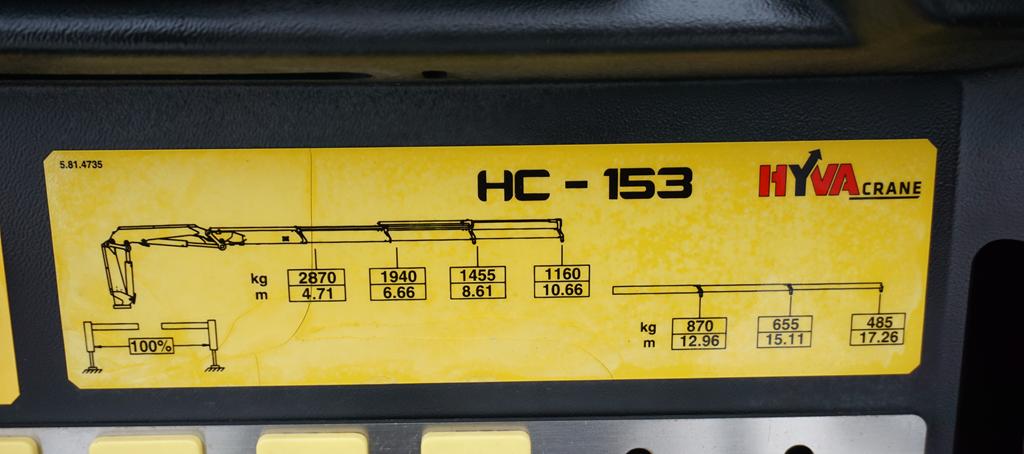 5.81.4735
HC - 153
HYVA
CRANE
kg 2870 1940 1455 1160
m 4.71 6.66 8.61 10.66
kg 870 655 485
m 12.96 15.11 17.26
100%